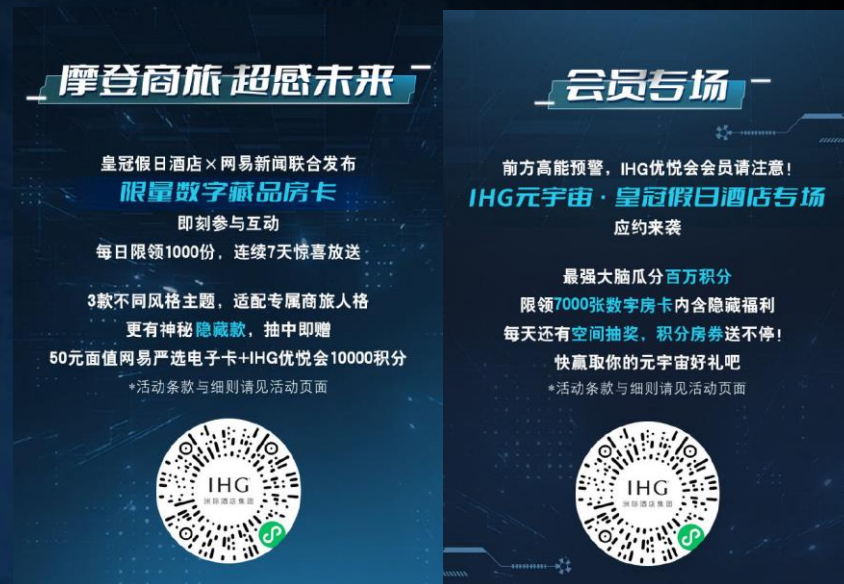 摩登商旅 超感未来
皇冠假日酒店×网易新闻联合发布
限量数字藏品房卡
即刻参与互动
每日限领1000份，连续7天惊喜放送
3款不同风格主题，适配专属商旅人格
更有神秘隐藏款，抽中即赠
50元面值网易严选电子卡+IHG优悦会10000积分
*活动条款与细则请见活动页面
IHG
洲际酒店集团
会员专场
前方高能预警，IHG优悦会会员请注意！
IHG元宇宙·皇冠假日酒店专场
应约来袭
最强大脑瓜分百万积分
限领7000张数字房卡内含隐藏福利
每天还有空间抽奖，积分房券送不停！
快赢取你的元宇宙好礼吧
*活动条款与细则请见活动页面
IHG
洲际酒店集团